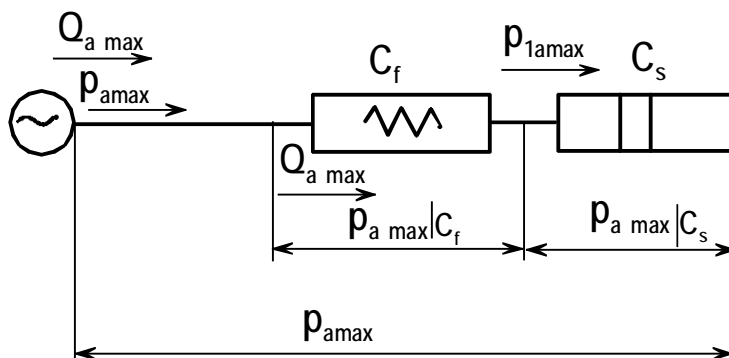 Q_a max
p_amax
C_f
p_1amax
C_s
Q_a max
p_a max|C_f
p_a max|C_s
p_amax